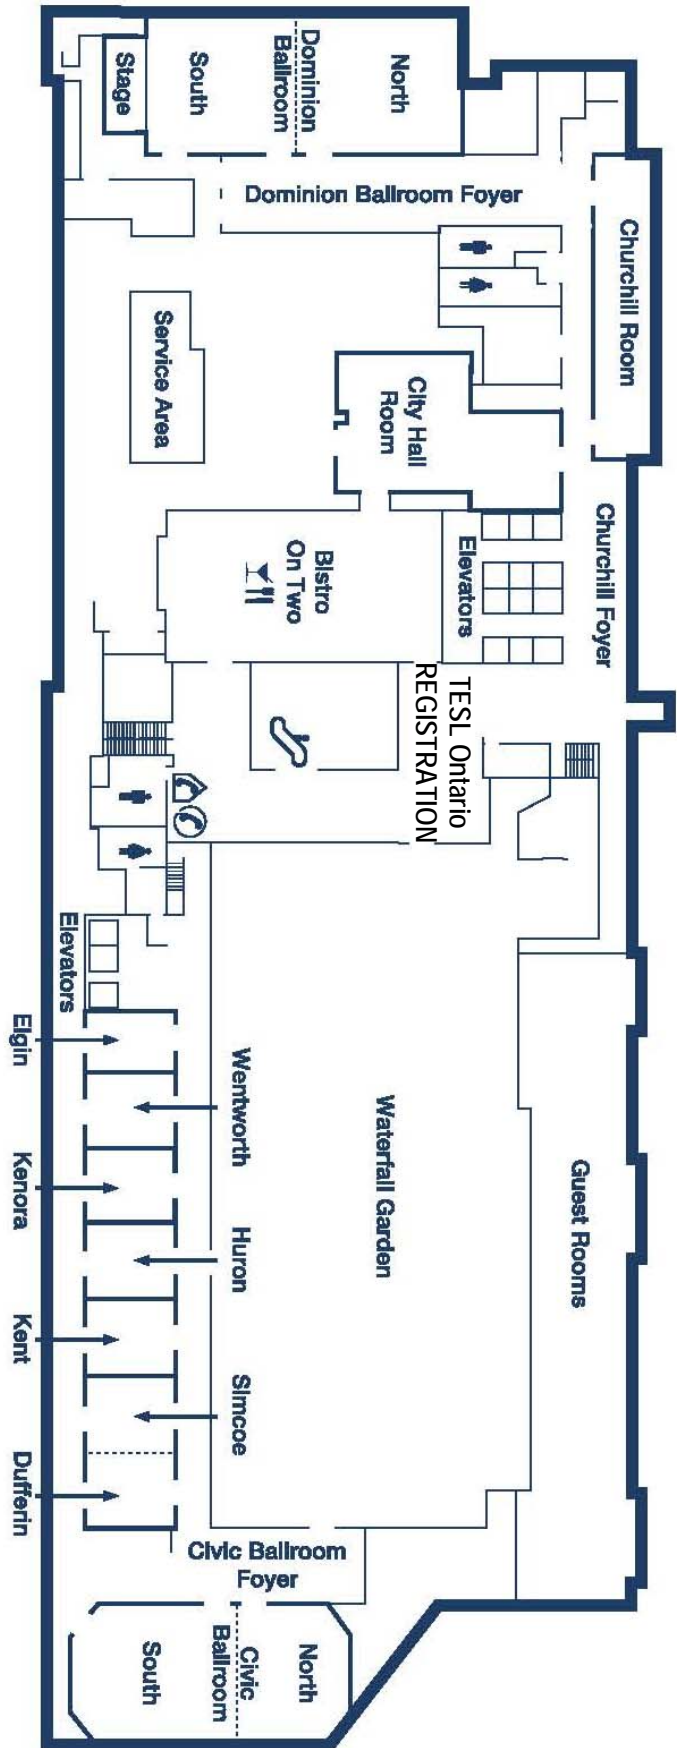 Stage
South
Dominion
Ballroom
North
Dominion Ballroom Foyer
Churchill Room
Service Area
City Hall
Room
Churchill Foyer
Elevators
Bistro
On Two
TESL Ontario
REGISTRATION
Elevators
Elgin
Wentworth
Kenora
Huron
Kent
Simcoe
Dufferin
Waterfall Garden
Guest Rooms
Civic Ballroom
Foyer
South
Civic
Ballroom
North